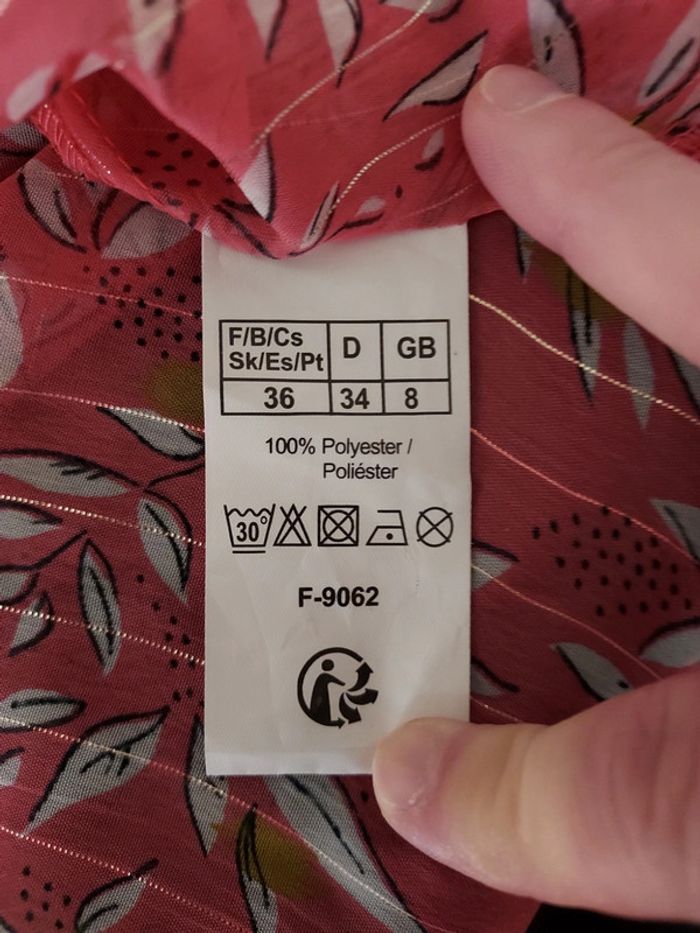 F/B/Cs
Sk/Es/Pt
D
GB
36
34
8
100% Polyester /
Poliéster
30°
F-9062